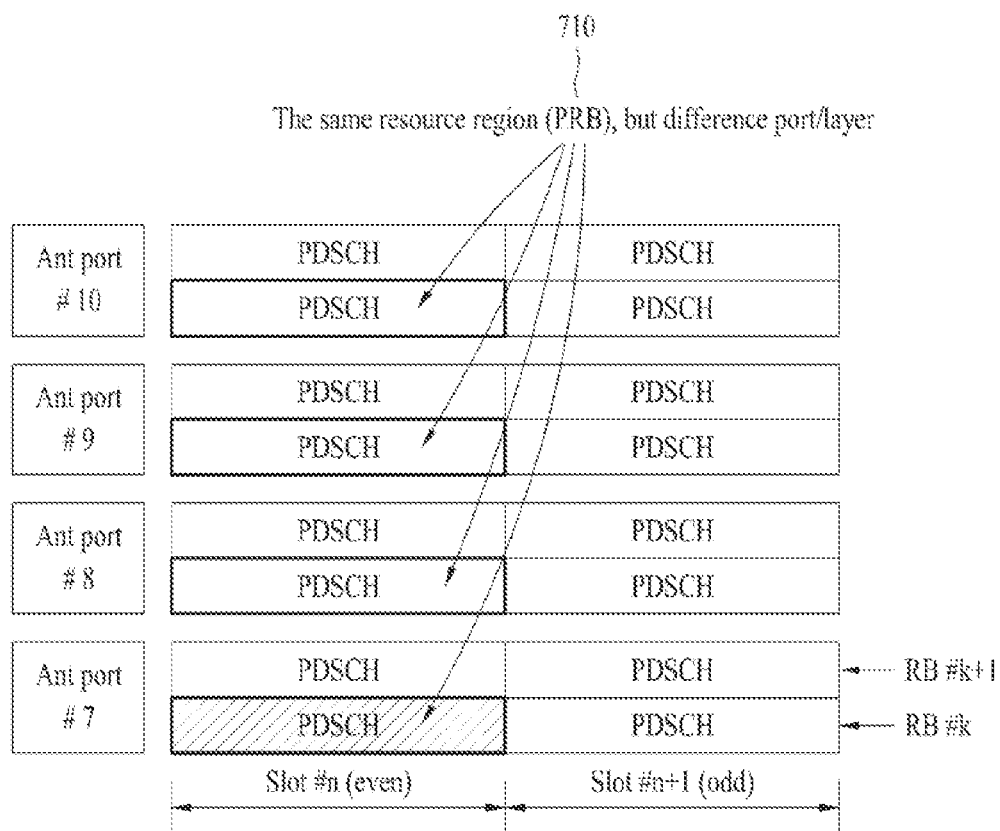 710
The same resource region (PRB), but difference port/layer
Ant port
# 10
PDSCH
PDSCH
PDSCH
PDSCH
Ant port
# 9
PDSCH
PDSCH
PDSCH
PDSCH
Ant port
# 8
PDSCH
PDSCH
PDSCH
PDSCH
Ant port
# 7
PDSCH
PDSCH
RB #k+1
PDSCH
PDSCH
RB #k
Slot #n (even)
Slot #n+1 (odd)